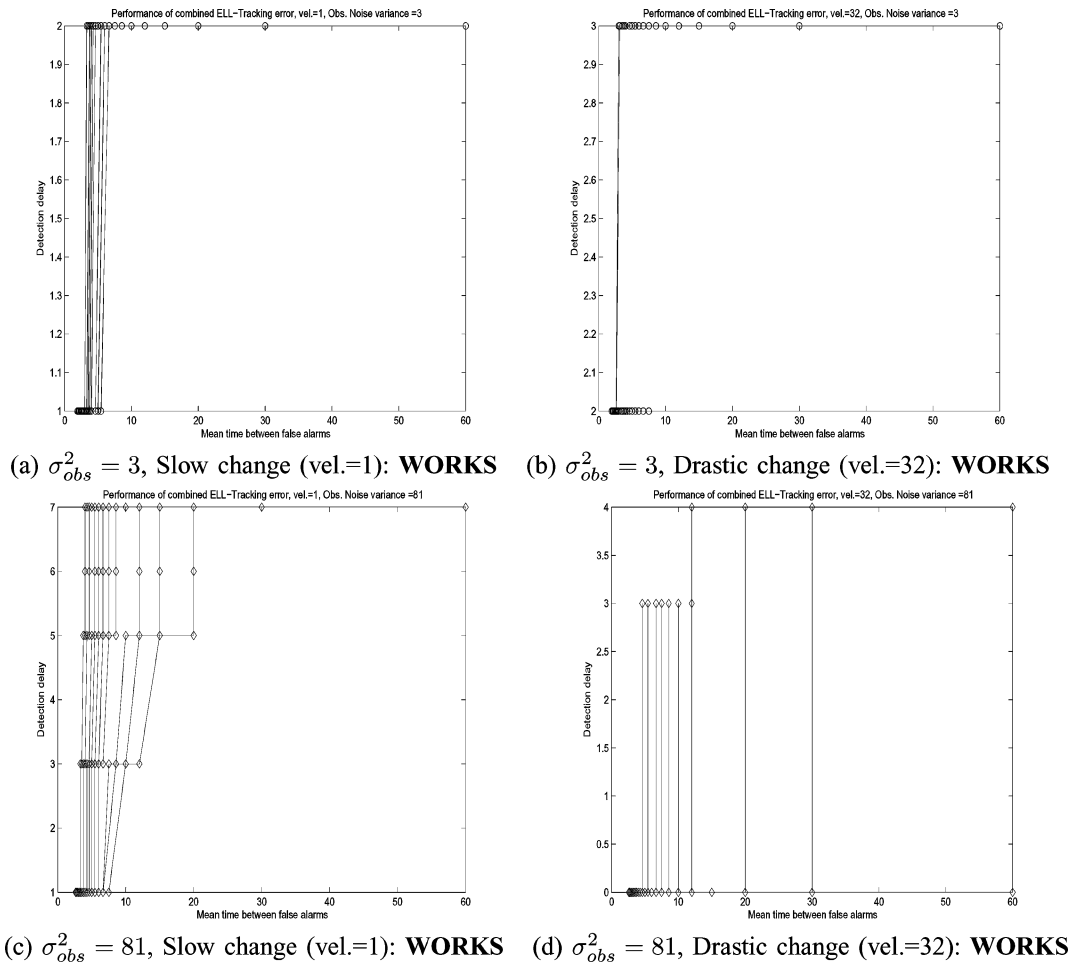 Performance of combined ELL-Tracking error, vel.=1, Obs. Noise variance =3
2
1.9
1.8
1.7
1.6
1.5
1.4
1.3
1.2
1.1
1
Detection delay
0 10 20 30 40 50 60
Mean time between false alarms
(a) σ²obs = 3, Slow change (vel.=1): WORKS
Performance of combined ELL-Tracking error, vel.=32, Obs. Noise variance =3
3
2.9
2.8
2.7
2.6
2.5
2.4
2.3
2.2
2.1
2
Detection delay
0 10 20 30 40 50 60
Mean time between false alarms
(b) σ²obs = 3, Drastic change (vel.=32): WORKS
Performance of combined ELL-Tracking error, vel.=1, Obs. Noise variance =81
7
6
5
4
3
2
1
Detection delay
0 10 20 30 40 50 60
Mean time between false alarms
(c) σ²obs = 81, Slow change (vel.=1): WORKS
Performance of combined ELL-Tracking error, vel.=32, Obs. Noise variance =81
4
3.5
3
2.5
2
1.5
1
0.5
0
Detection delay
0 10 20 30 40 50 60
Mean time between false alarms
(d) σ²obs = 81, Drastic change (vel.=32): WORKS